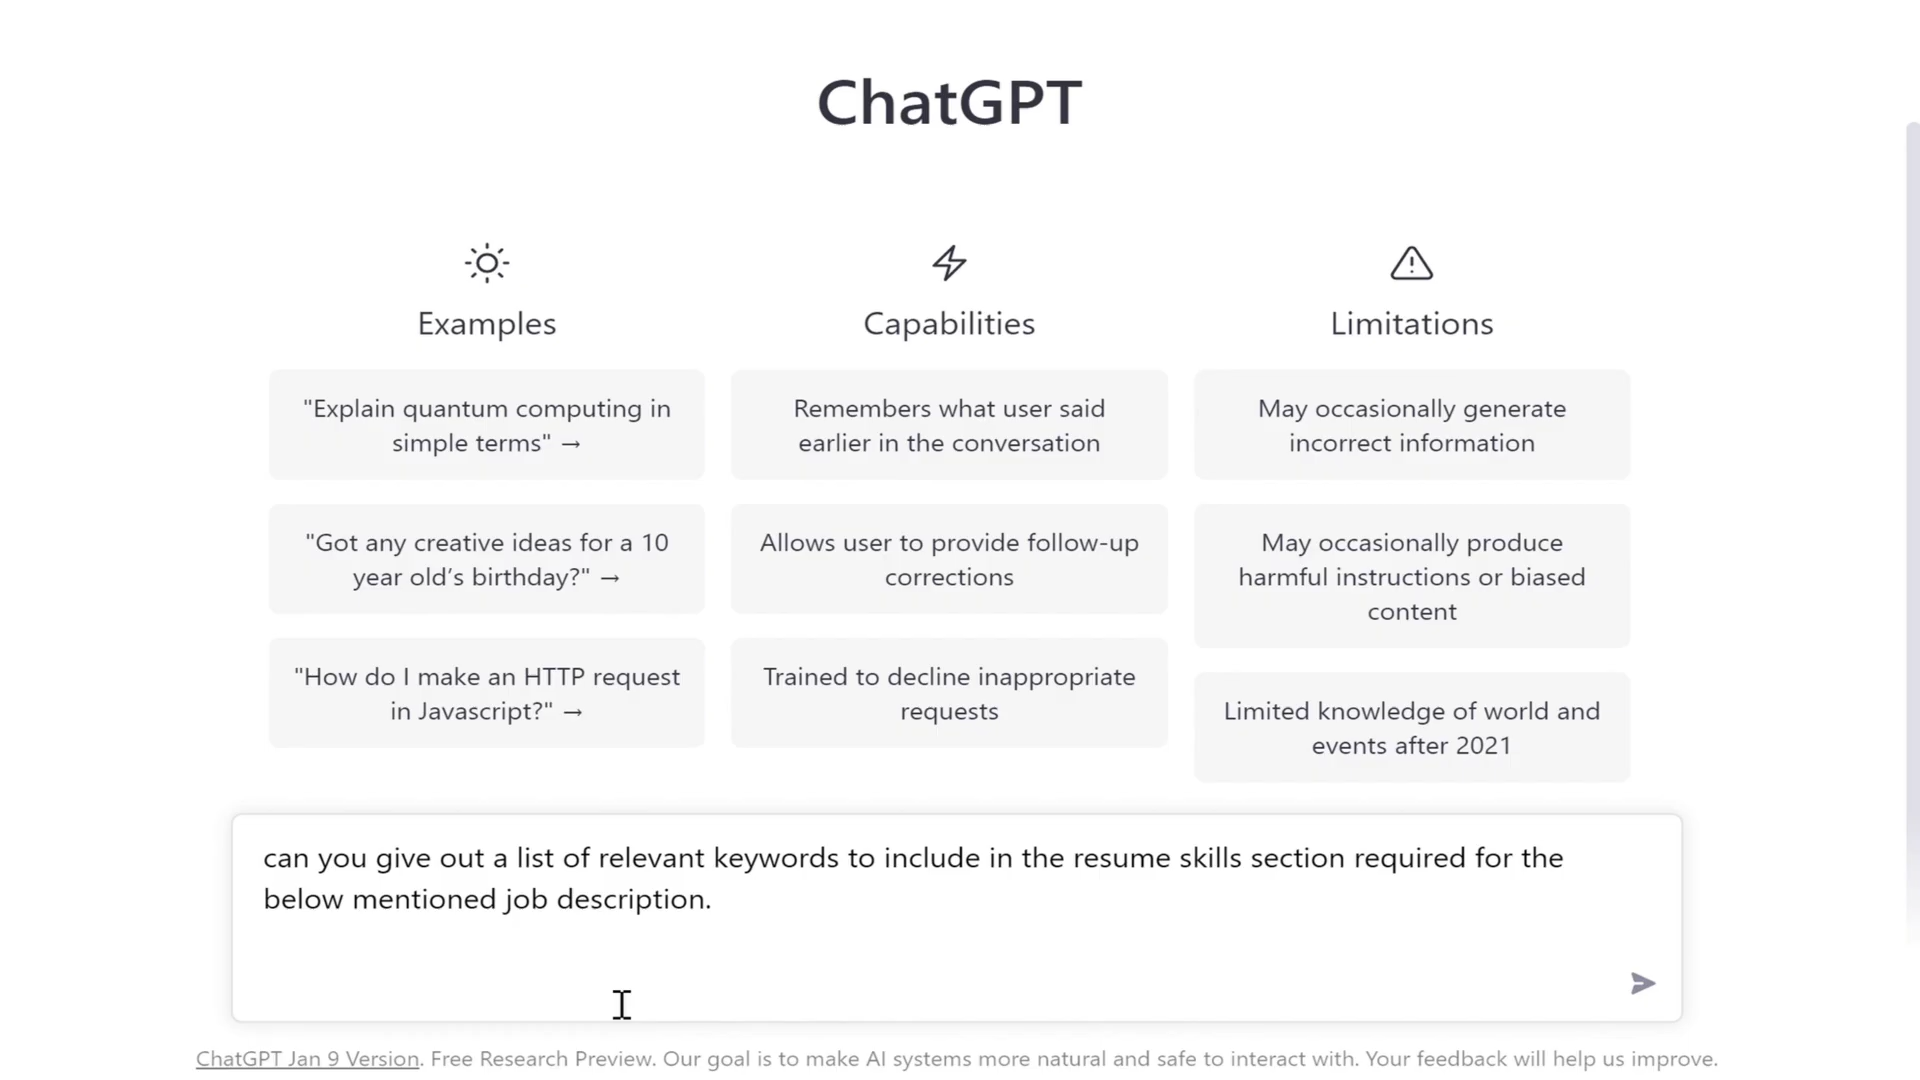 ChatGPT
Examples
"Explain quantum computing in
simple terms" →
"Got any creative ideas for a 10
year old’s birthday?" →
"How do I make an HTTP request
in Javascript?" →
Capabilities
Remembers what user said
earlier in the conversation
Allows user to provide follow-up
corrections
Trained to decline inappropriate
requests
Limitations
May occasionally generate
incorrect information
May occasionally produce
harmful instructions or biased
content
Limited knowledge of world and
events after 2021
can you give out a list of relevant keywords to include in the resume skills section required for the
below mentioned job description.
ChatGPT Jan 9 Version. Free Research Preview. Our goal is to make AI systems more natural and safe to interact with. Your feedback will help us improve.